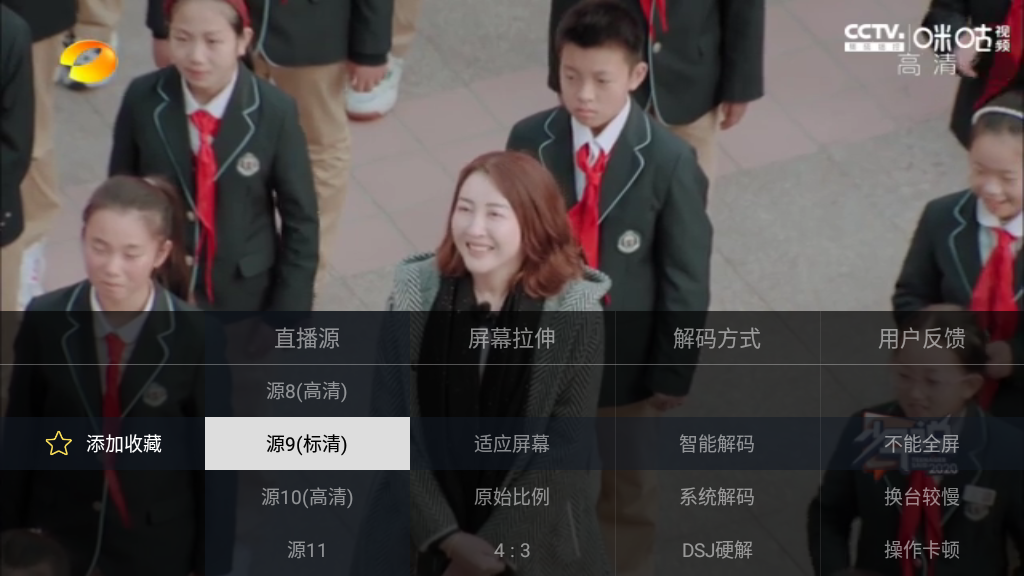 CCTV 咪咕视频
高清
直播源 屏幕拉伸 解码方式 用户反馈
源8(高清)
添加收藏 源9(标清) 适应屏幕 智能解码 不能全屏
2020
源10(高清) 原始比例 系统解码 换台较慢
源11 4 : 3 DSJ硬解 操作卡顿